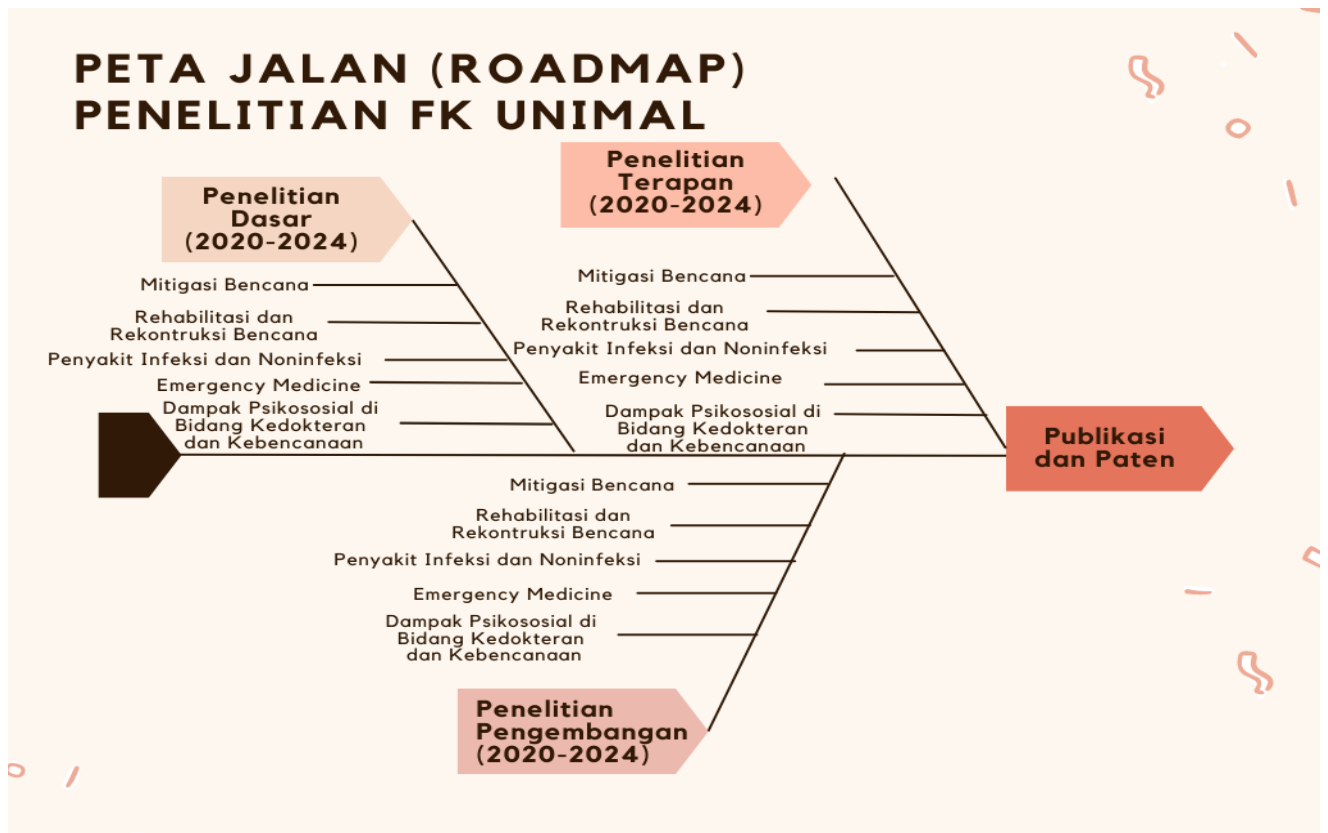 PETA JALAN (ROADMAP)
PENELITIAN FK UNIMAL
Penelitian
Dasar
(2020-2024)
Mitigasi Bencana
Rehabilitasi dan
Rekontruksi Bencana
Penyakit Infeksi dan Noninfeksi
Emergency Medicine
Dampak Psikososial di
Bidang Kedokteran
dan Kebencanaan
Penelitian
Terapan
(2020-2024)
Mitigasi Bencana
Rehabilitasi dan
Rekontruksi Bencana
Penyakit Infeksi dan Noninfeksi
Emergency Medicine
Dampak Psikososial di
Bidang Kedokteran
dan Kebencanaan
Publikasi
dan Paten
Mitigasi Bencana
Rehabilitasi dan
Rekontruksi Bencana
Penyakit Infeksi dan Noninfeksi
Emergency Medicine
Dampak Psikososial di
Bidang Kedokteran
dan Kebencanaan
Penelitian
Pengembangan
(2020-2024)